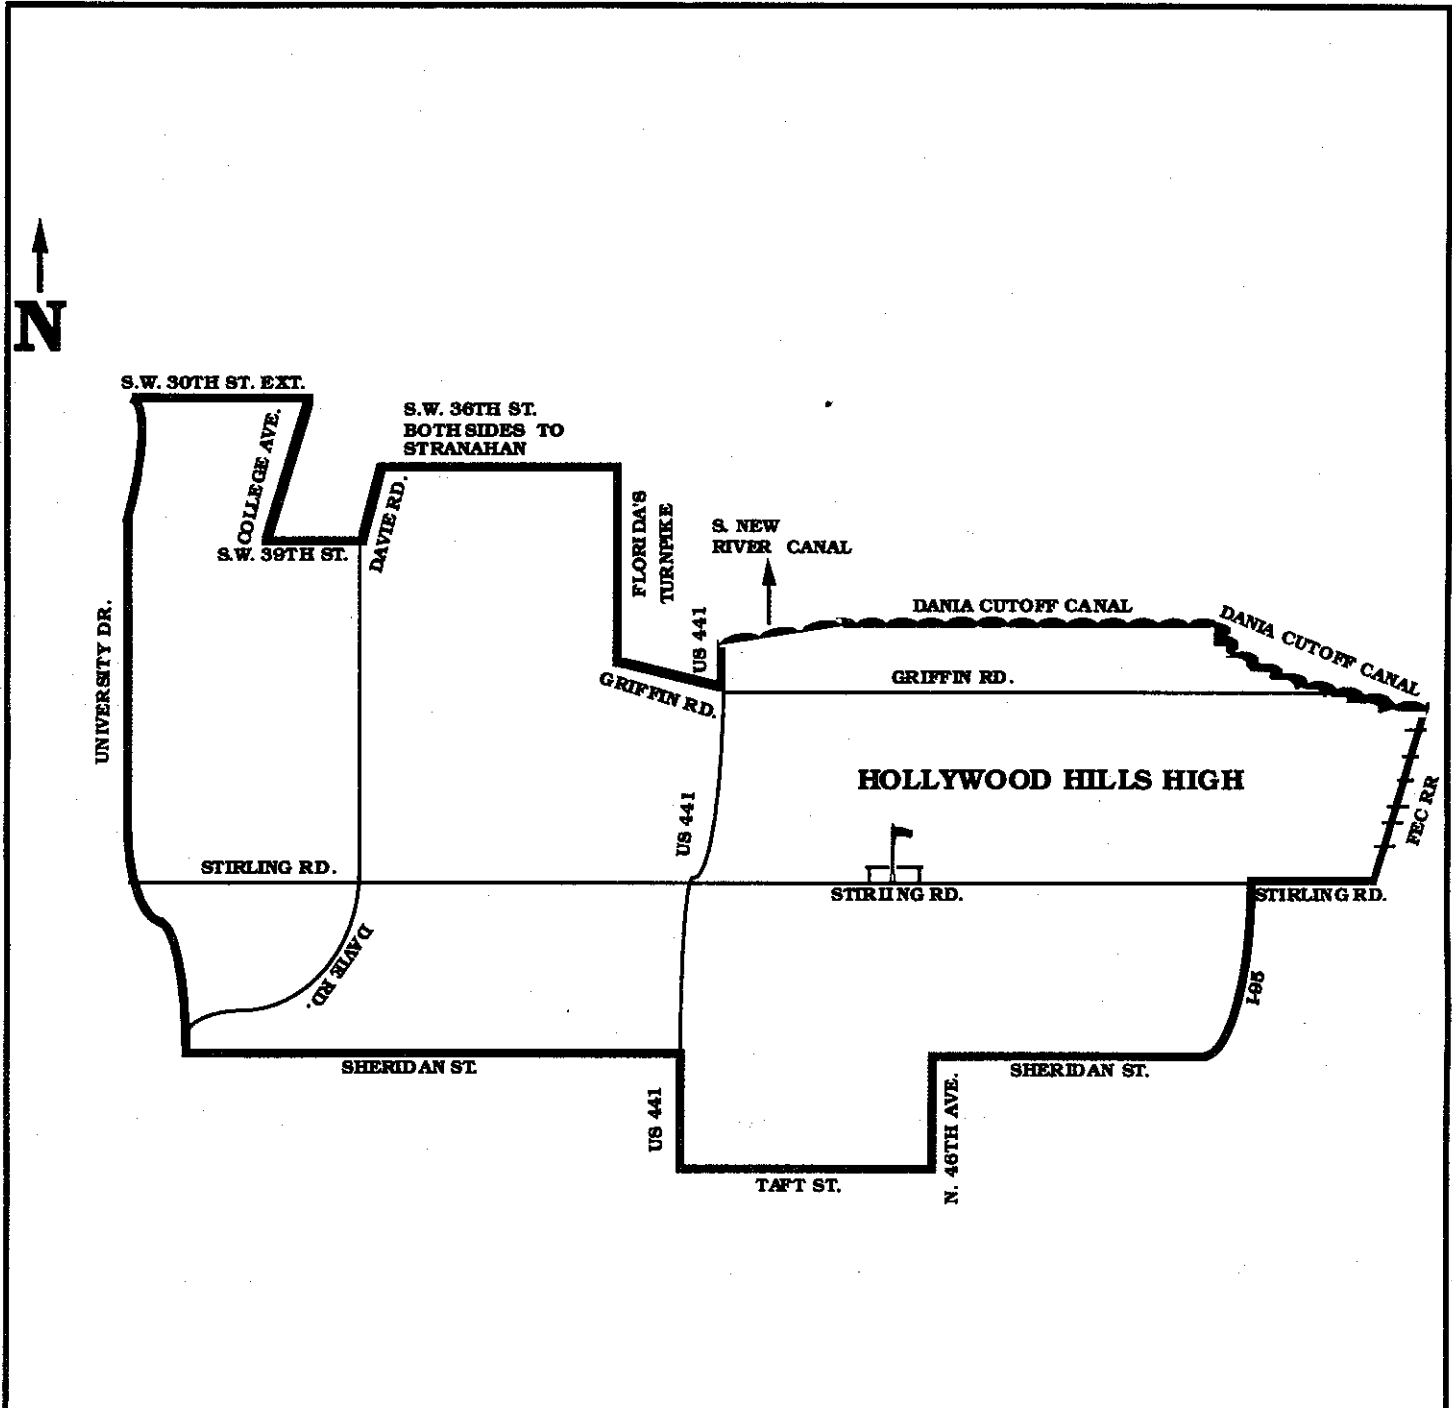 N
S.W. 30TH ST. EXT.
COLLEGE AVE.
S.W. 39TH ST.
DAVIE RD.
S.W. 36TH ST.
BOTH SIDES TO
STRANAHAN
FLORIDA'S
TURNPIKE
S. NEW
RIVER CANAL
US 441
GRIFFIN RD.
DANIA CUTOFF CANAL
DANIA CUTOFF CANAL
GRIFFIN RD.
UNIVERSITY DR.
HOLLYWOOD HILLS HIGH
US 441
FEC RR
STIRLING RD.
STIRLING RD.
STIRLING RD.
DAVIE RD.
I-95
SHERIDAN ST.
SHERIDAN ST.
US 441
N. 46TH AVE.
TAFT ST.